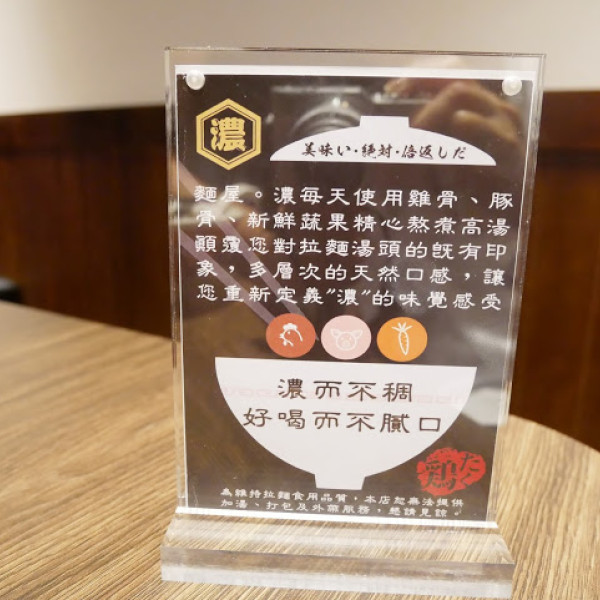 濃
美味い・絶対・倍返しだ
麵屋。濃每天使用雞骨、豚
骨、新鮮蔬果精心熬煮高湯
顛覆您對拉麵湯頭的既有印
象，多層次的天然口感，讓
您重新定義"濃"的味覺感受
濃而不稠
好喝而不膩口
鶏だ
為維持拉麵食用品質，本店恕無法提供
加湯、打包及外帶服務，懇請見諒。